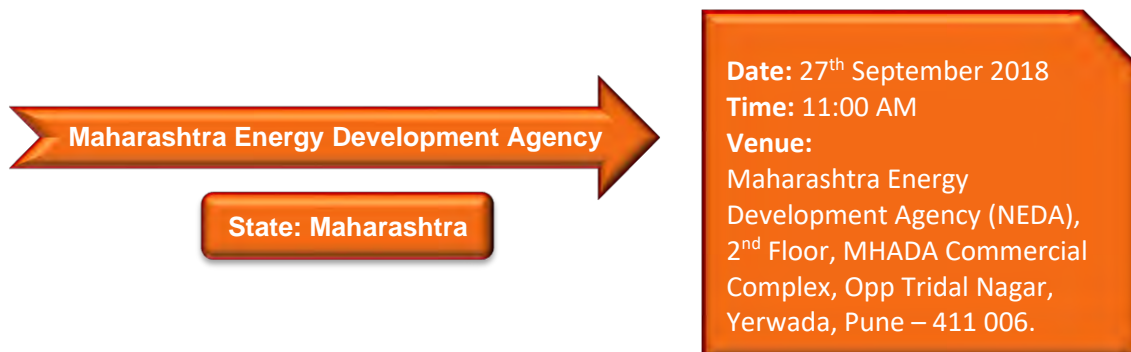 Maharashtra Energy Development Agency
State: Maharashtra
Date: 27th September 2018
Time: 11:00 AM
Venue:
Maharashtra Energy
Development Agency (NEDA),
2nd Floor, MHADA Commercial
Complex, Opp Tridal Nagar,
Yerwada, Pune – 411 006.